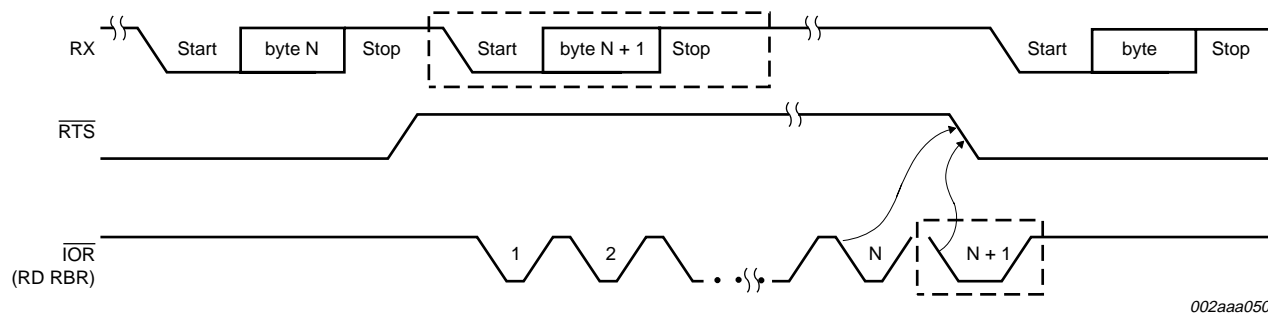 RX Start byte N Stop Start byte N + 1 Stop Start byte Stop
RTS
IOR 1 2 N N + 1
(RD RBR)
002aaa050